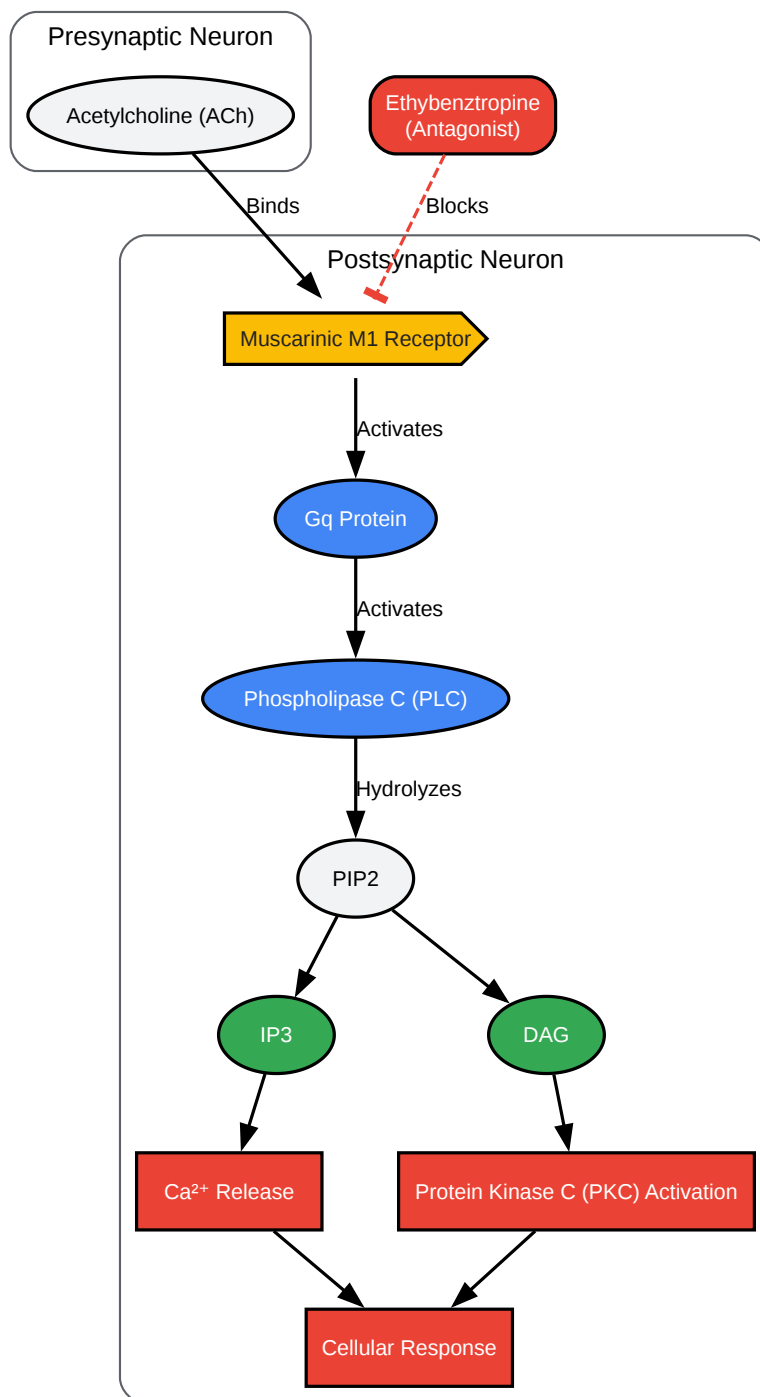 Presynaptic Neuron
Acetylcholine (ACh)
Ethybenztropine
(Antagonist)
Binds
Blocks
Postsynaptic Neuron
Muscarinic M1 Receptor
Activates
Gq Protein
Activates
Phospholipase C (PLC)
Hydrolyzes
PIP2
IP3
DAG
Ca²⁺ Release
Protein Kinase C (PKC) Activation
Cellular Response